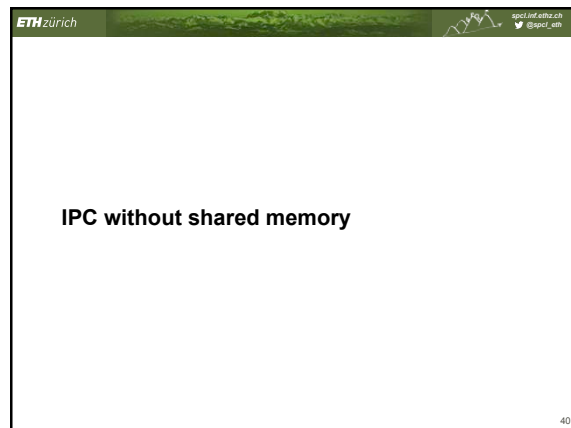 ETH zürich
spcl.inf.ethz.ch
@spcl_eth
IPC without shared memory
40